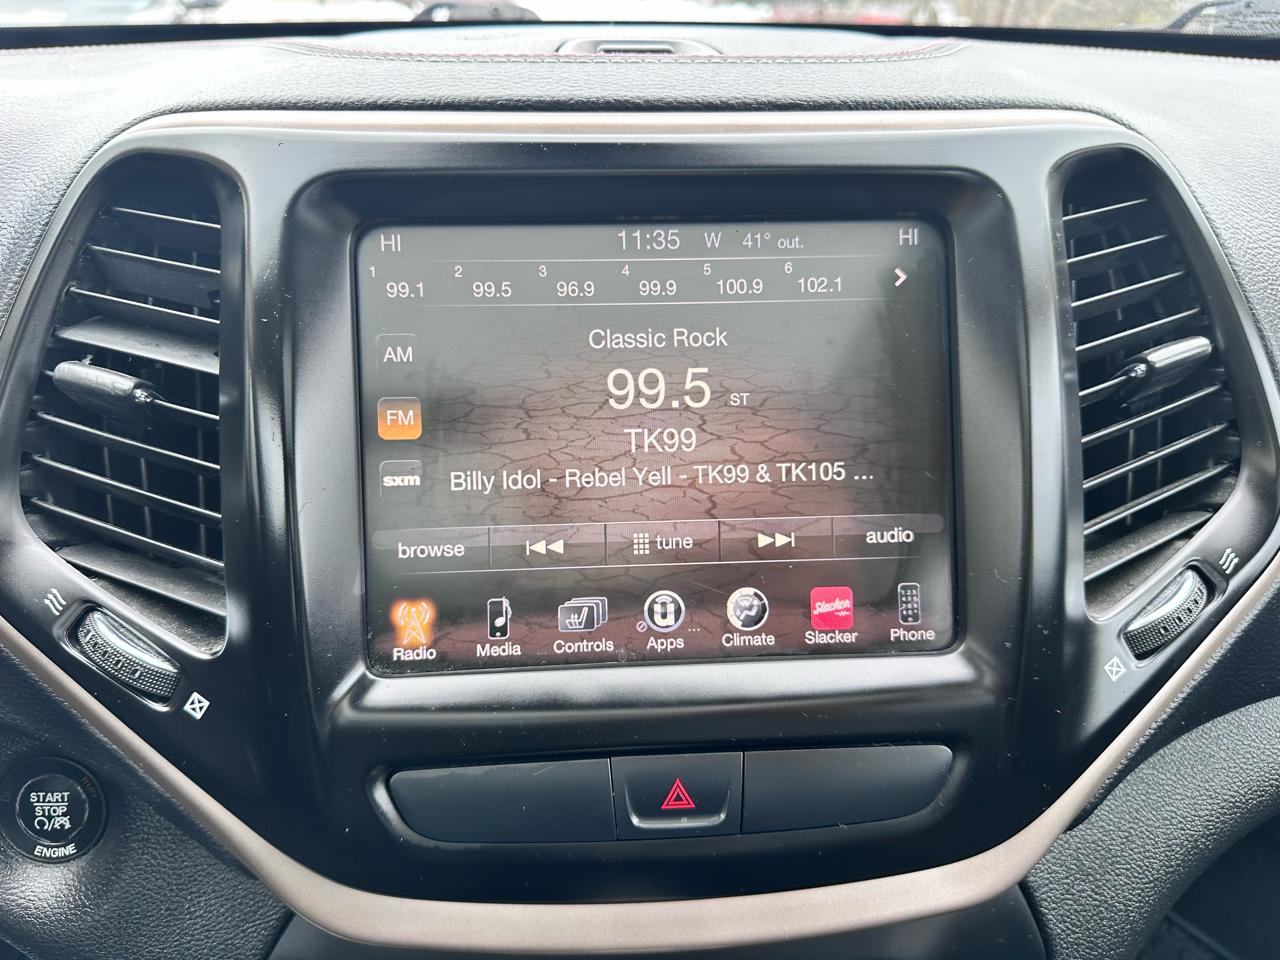 HI 11:35 W 41° out. HI
1 99.1 2 99.5 3 96.9 4 99.9 5 100.9 6 102.1
Classic Rock
AM
99.5 ST
FM
TK99
sxm
Billy Idol - Rebel Yell - TK99 & TK105 ...
browse tune audio
Radio Media Controls Apps ... Climate Slacker Slacker Phone
START
STOP
ENGINE